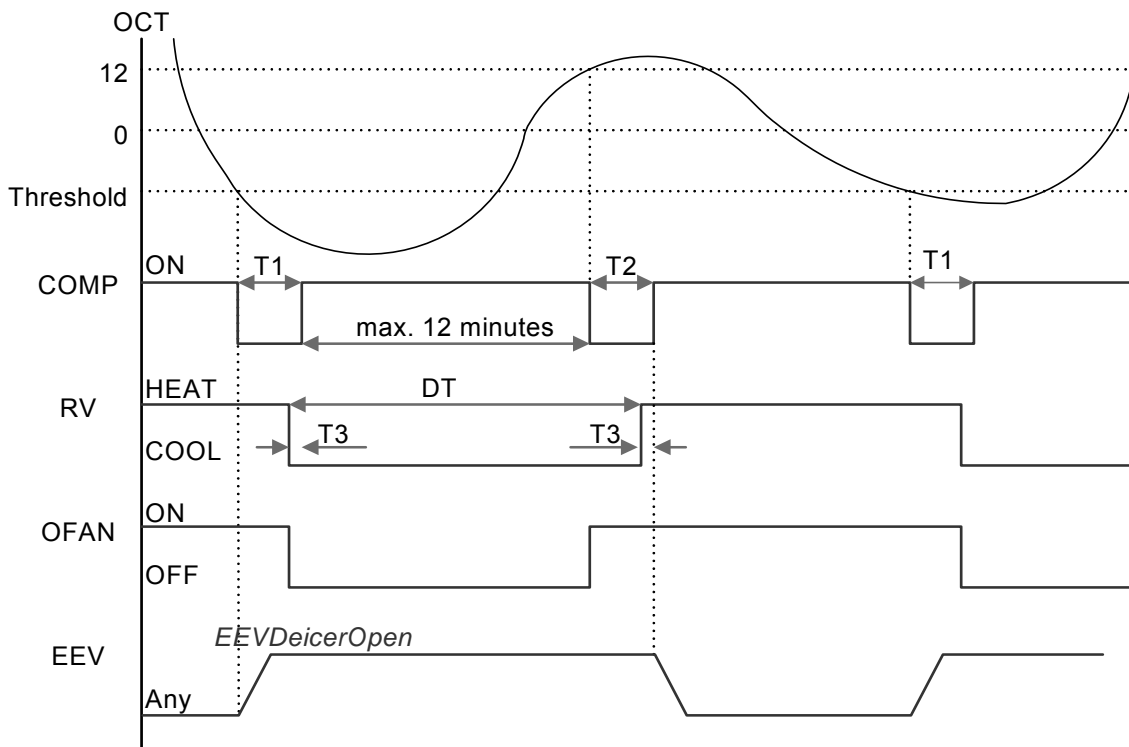 OCT
12
0
Threshold
ON
T1
T2
T1
COMP
max. 12 minutes
HEAT
DT
RV
T3
T3
COOL
ON
OFAN
OFF
EEVDeicerOpen
EEV
Any